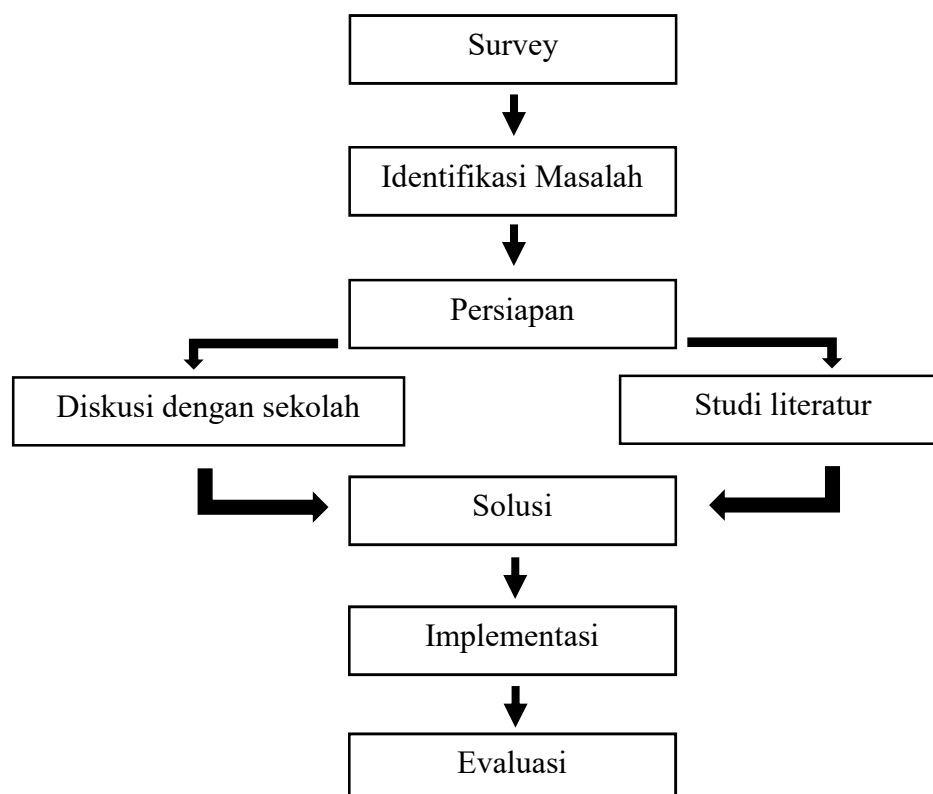 Survey
Identifikasi Masalah
Persiapan
Diskusi dengan sekolah
Studi literatur
Solusi
Implementasi
Evaluasi